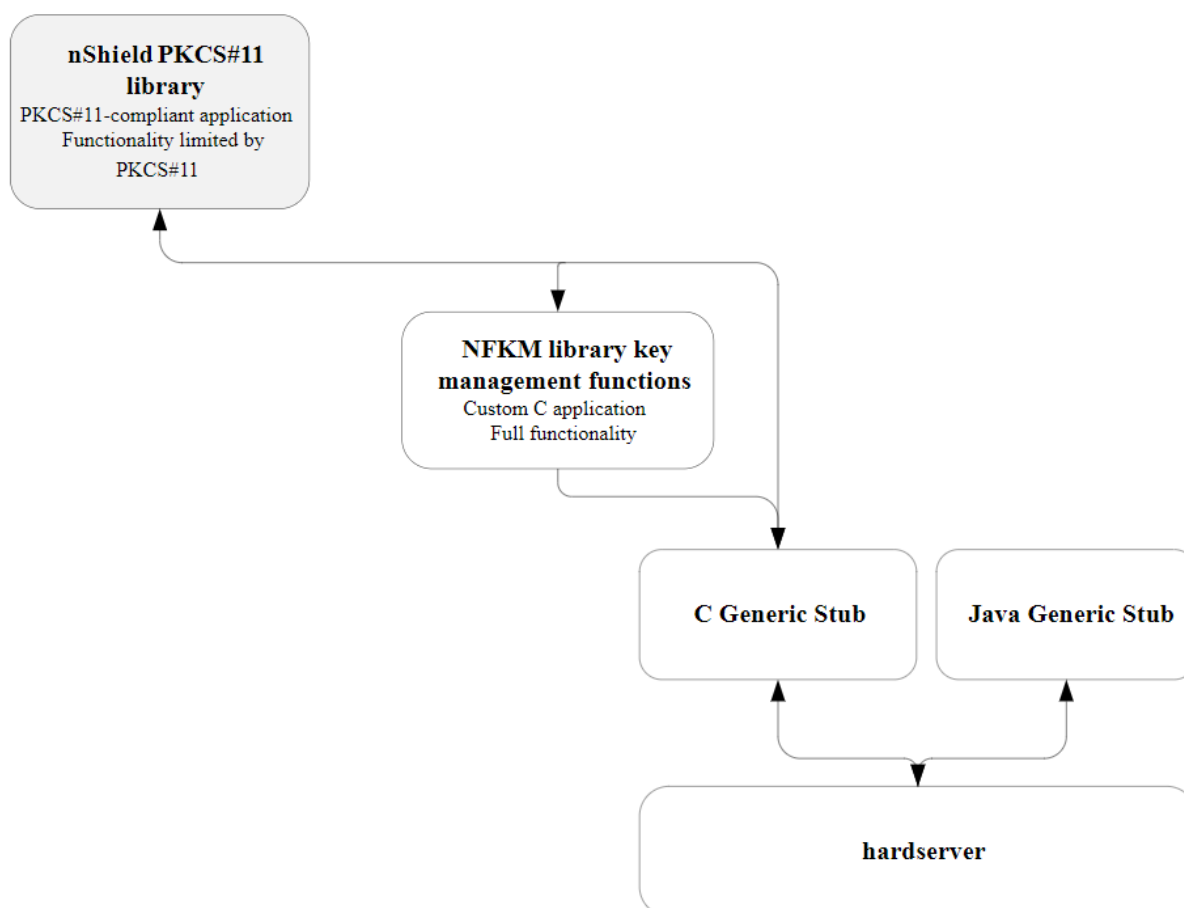 nShield PKCS#11
library
PKCS#11-compliant application
Functionality limited by
PKCS#11
NFKM library key
management functions
Custom C application
Full functionality
C Generic Stub
Java Generic Stub
hardserver